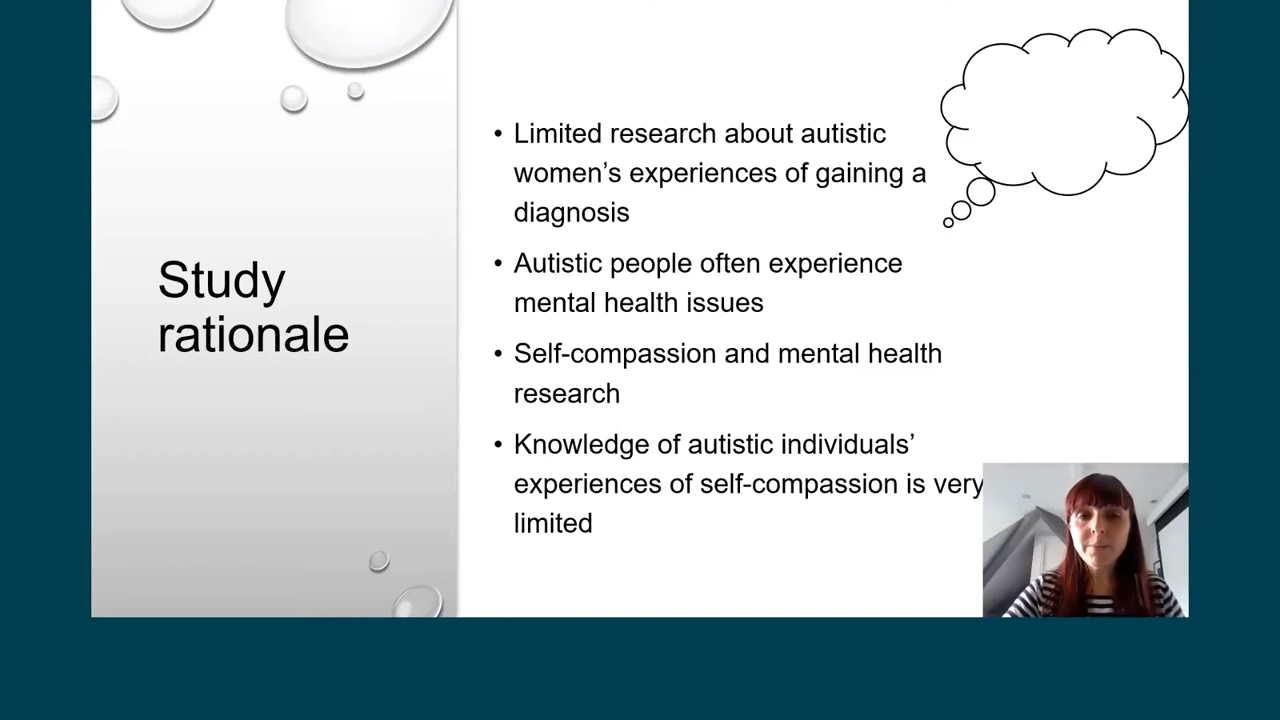 Study
rationale
• Limited research about autistic
women’s experiences of gaining a
diagnosis
• Autistic people often experience
mental health issues
• Self-compassion and mental health
research
• Knowledge of autistic individuals’
experiences of self-compassion is very
limited